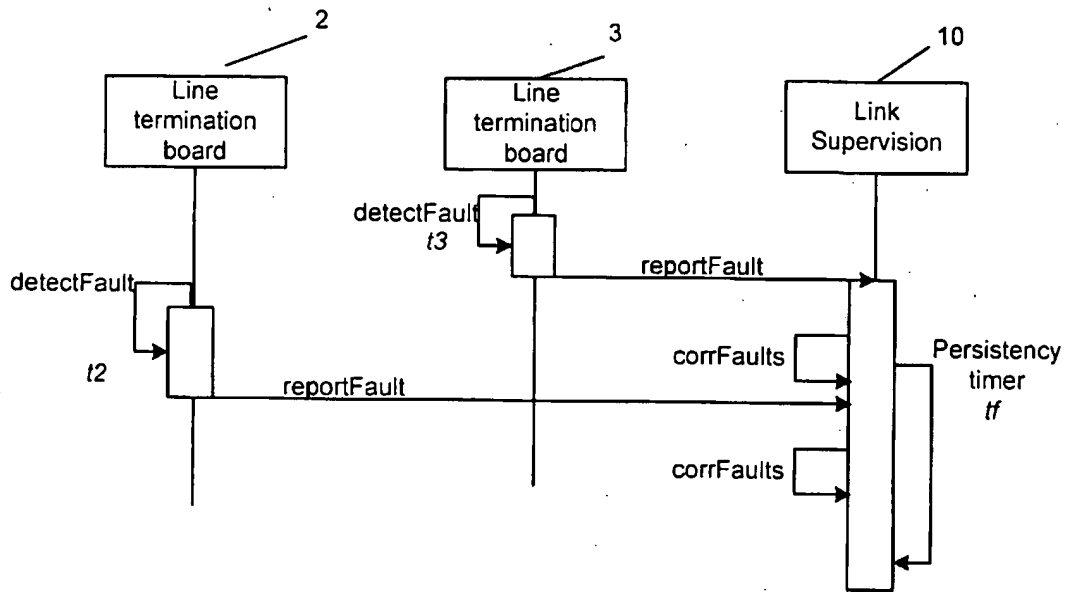 2
3
10
Line
termination
board
Line
termination
board
Link
Supervision
detectFault
t3
reportFault
detectFault
t2
corrFaults
Persistency
timer
tf
reportFault
corrFaults